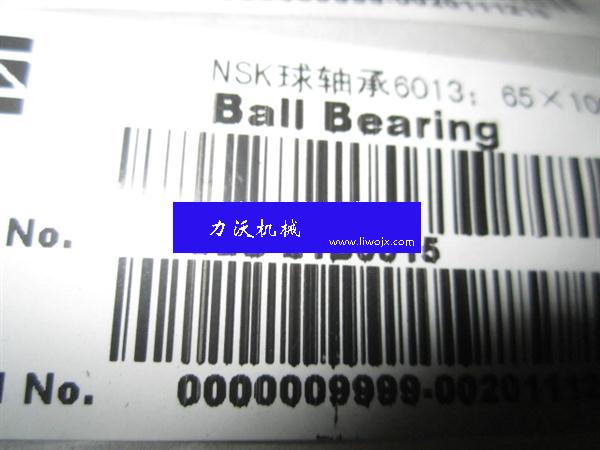 NSK球轴承6013; 65×10
Ball Bearing
力沃机械
www.liwojx.com
No.
No.
0000009999-00201112